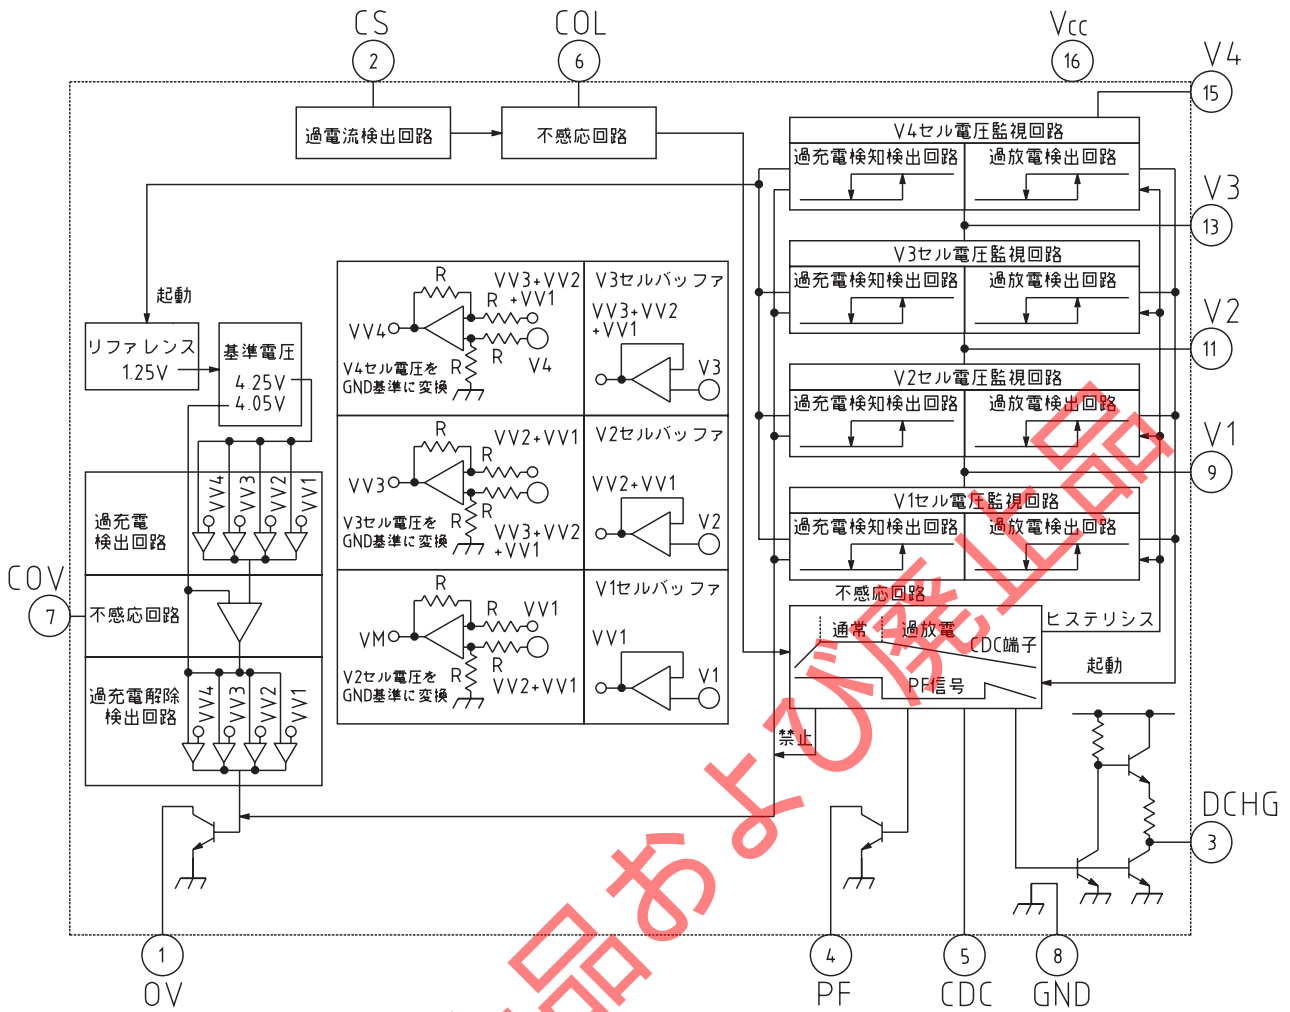 CS
2
COL
6
Vcc
16
V4
15
過電流検出回路
不感応回路
V4セル電圧監視回路
過充電検知検出回路
過放電検出回路
V3
13
V3セル電圧監視回路
過充電検知検出回路
過放電検出回路
V2
11
V2セル電圧監視回路
過充電検知検出回路
過放電検出回路
V1
9
V1セル電圧監視回路
過充電検知検出回路
過放電検出回路
起動
リファレンス
1.25V
基準電圧
4.25V
4.05V
R
VV3+VV2
+VV1
R
VV4
R
R
V4
V4セル電圧を
GND基準に変換
V3セルバッファ
VV3+VV2
+VV1
V3
R
VV2+VV1
R
VV3
R
R
VV3+VV2
+VV1
V3セル電圧を
GND基準に変換
V2セルバッファ
VV2+VV1
V2
R
R
VV1
VM
R
R
VV2+VV1
V2セル電圧を
GND基準に変換
V1セルバッファ
VV1
V1
VV4
VV3
VV2
VV1
過充電
検出回路
COV
7
不感応回路
過充電解除
検出回路
VV4
VV3
VV2
VV1
不感応回路
通常
過放電
CDC端子
PF信号
ヒステリシス
起動
禁止
DCHG
3
1
OV
4
PF
5
CDC
8
GND
品および廃止品